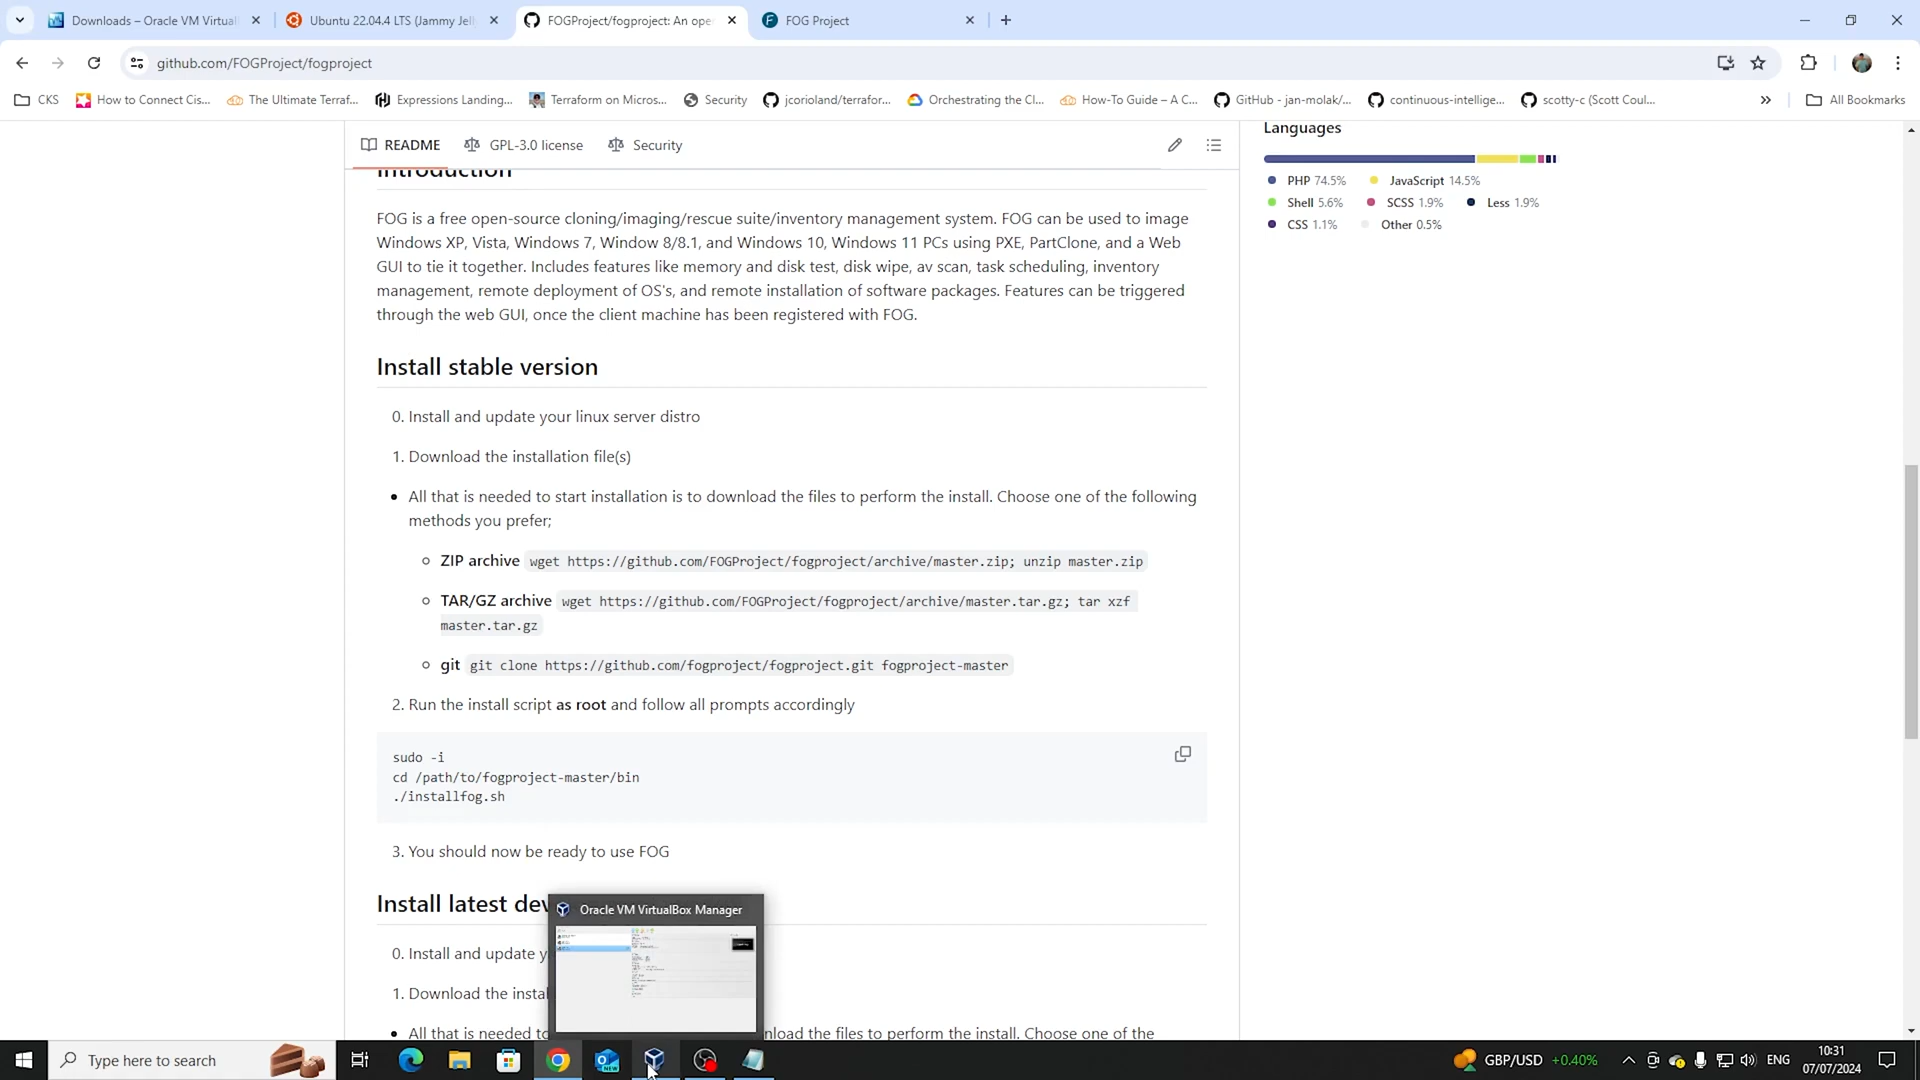 Downloads – Oracle VM Virtual
Ubuntu 22.04.4 LTS (Jammy Jell
FOGProject/fogproject: An ope
FOG Project
github.com/FOGProject/fogproject
CKS
How to Connect Cis...
The Ultimate Terraf...
Expressions Landing...
Terraform on Micros...
Security
jcorioland/terrafor...
Orchestrating the Cl...
How-To Guide – A C...
GitHub - jan-molak/...
continuous-intellige...
scotty-c (Scott Coul...
All Bookmarks
README
GPL-3.0 license
Security
Introduction
FOG is a free open-source cloning/imaging/rescue suite/inventory management system. FOG can be used to image
Windows XP, Vista, Windows 7, Window 8/8.1, and Windows 10, Windows 11 PCs using PXE, PartClone, and a Web
GUI to tie it together. Includes features like memory and disk test, disk wipe, av scan, task scheduling, inventory
management, remote deployment of OS's, and remote installation of software packages. Features can be triggered
through the web GUI, once the client machine has been registered with FOG.
Install stable version
0. Install and update your linux server distro
1. Download the installation file(s)
All that is needed to start installation is to download the files to perform the install. Choose one of the following
methods you prefer;
ZIP archive wget https://github.com/FOGProject/fogproject/archive/master.zip; unzip master.zip
TAR/GZ archive wget https://github.com/FOGProject/fogproject/archive/master.tar.gz; tar xzf
master.tar.gz
git git clone https://github.com/fogproject/fogproject.git fogproject-master
2. Run the install script as root and follow all prompts accordingly
sudo -i
cd /path/to/fogproject-master/bin
./installfog.sh
3. You should now be ready to use FOG
Install latest dev
0. Install and update y
1. Download the instal
All that is needed to
nload the files to perform the install. Choose one of the
Languages
PHP 74.5%
JavaScript 14.5%
Shell 5.6%
SCSS 1.9%
Less 1.9%
CSS 1.1%
Other 0.5%
Oracle VM VirtualBox Manager
Type here to search
NEW
GBP/USD +0.40%
ENG
10:31
07/07/2024